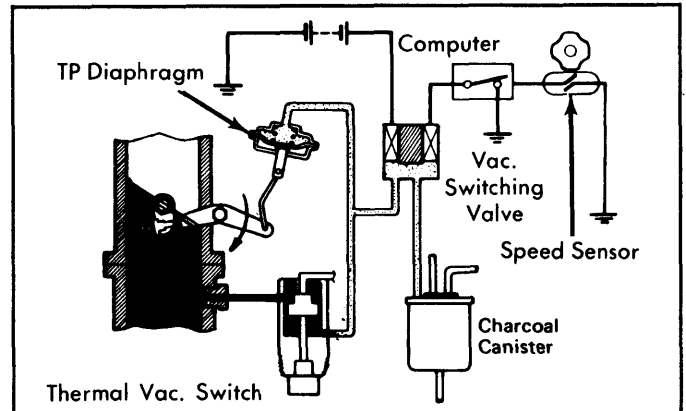 Computer
TP Diaphragm
Vac.
Switching
Valve
Speed Sensor
Charcoal
Canister
Thermal Vac. Switch